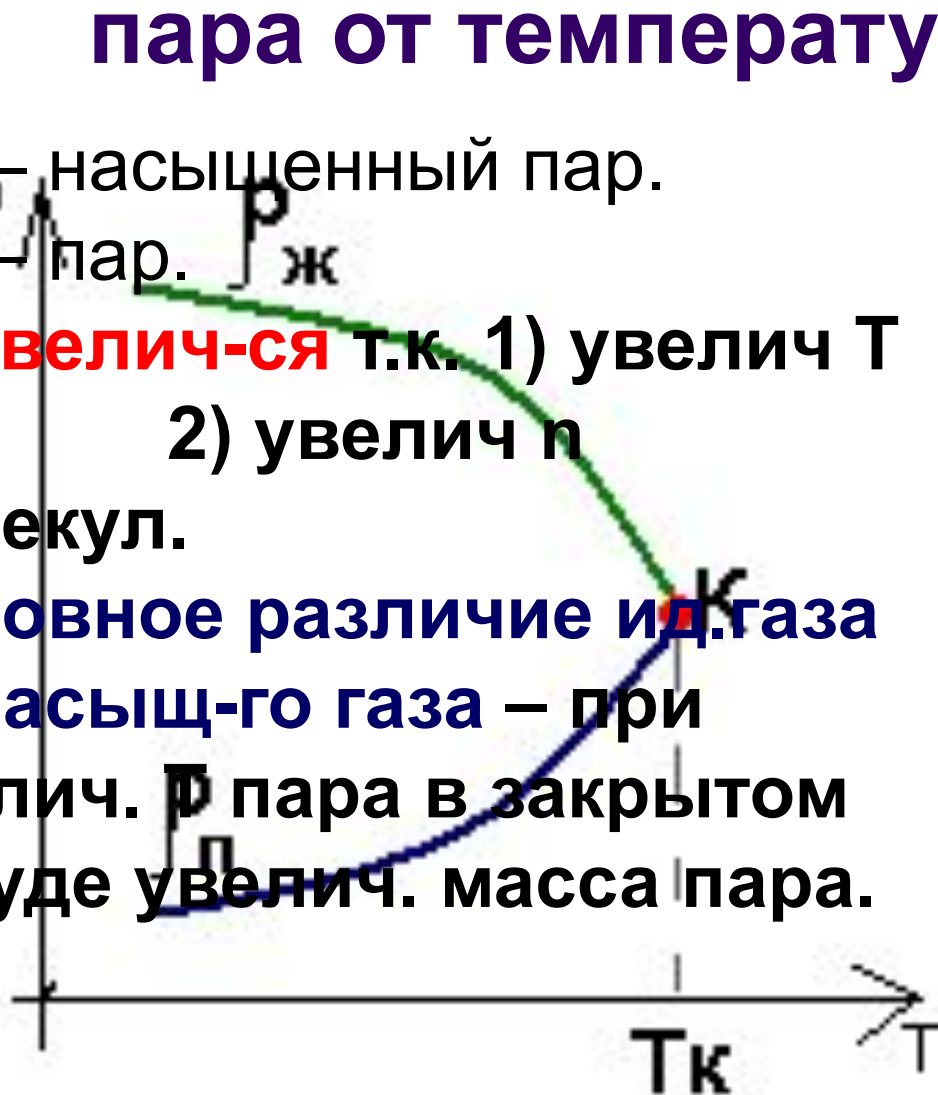 пара от температу
– насыщенный пар.
ρж
– пар.
велич-ся т.к. 1) увелич Т
2) увелич n
екул.
К
овное различие ид.газа
асыщ-го газа – при
лич. Т пара в закрытом
ρп
уде увелич. масса пара.
Тк
Т